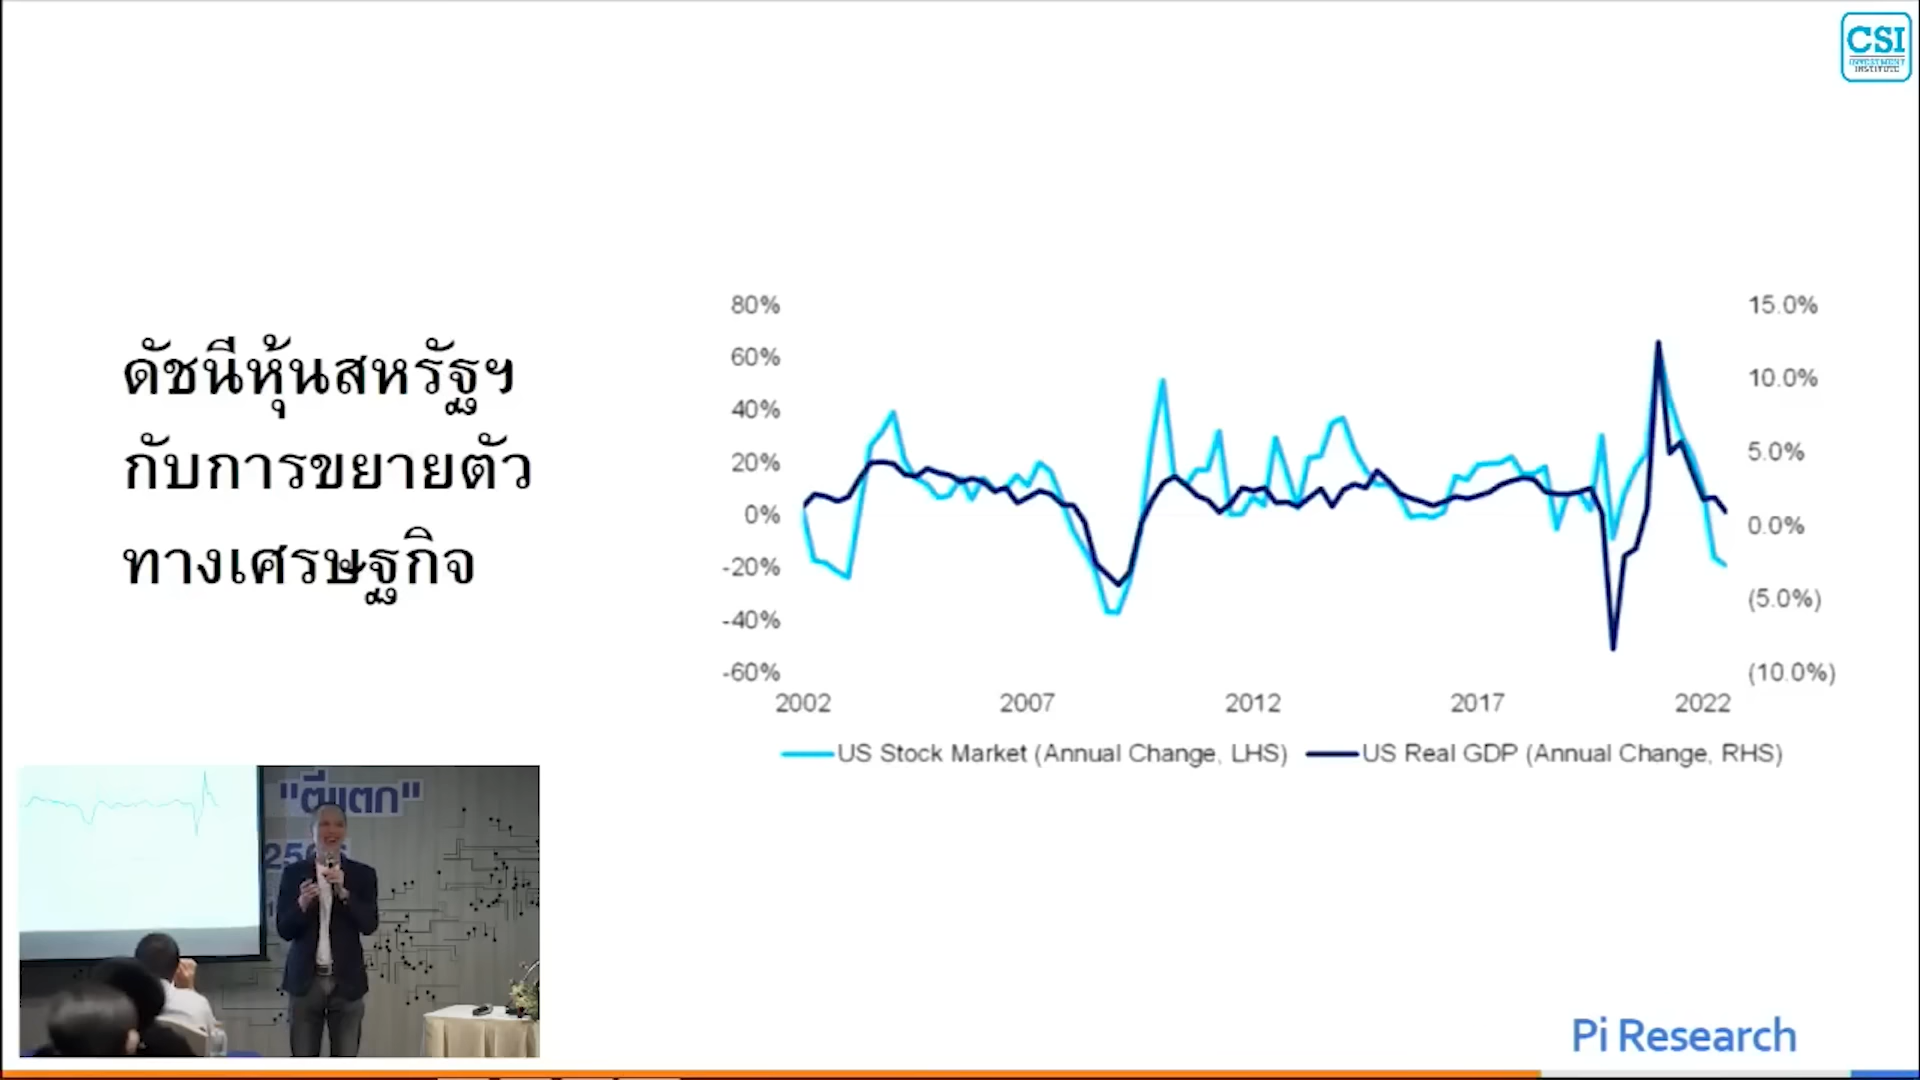 CSI
INVESTMENT
INSTITUTE
ดัชนีหุ้นสหรัฐฯ
กับการขยายตัว
ทางเศรษฐกิจ
80%
60%
40%
20%
0%
-20%
-40%
-60%
15.0%
10.0%
5.0%
0.0%
(5.0%)
(10.0%)
2002 2007 2012 2017 2022
US Stock Market (Annual Change, LHS) US Real GDP (Annual Change, RHS)
"ตีแตก"
Pi Research